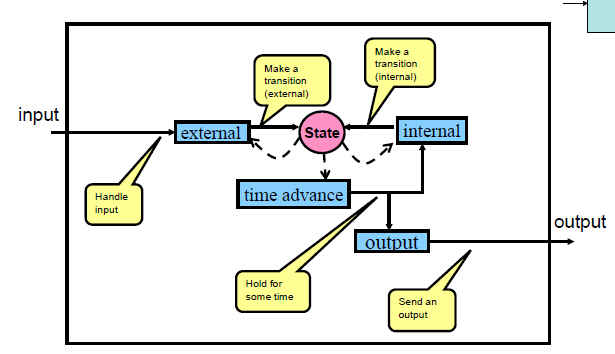 Make a
transition
(external)
Make a
transition
(internal)
input
external
State
internal
Handle
input
time advance
output
output
Hold for
some time
Send an
output